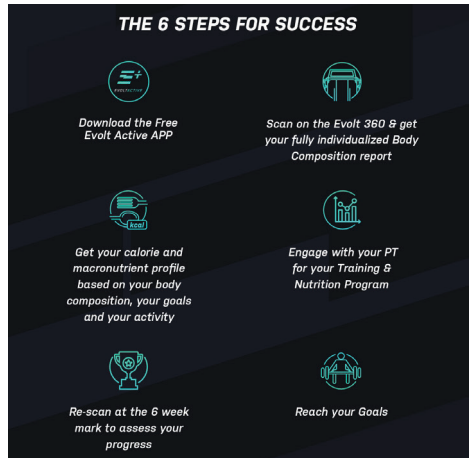 THE 6 STEPS FOR SUCCESS
E+
EVOLTACTIVE
Download the Free
Evolt Active APP
Scan on the Evolt 360 & get
your fully individualized Body
Composition report
kcal
Get your calorie and
macronutrient profile
based on your body
composition, your goals
and your activity
Engage with your PT
for your Training &
Nutrition Program
Re-scan at the 6 week
mark to assess your
progress
Reach your Goals